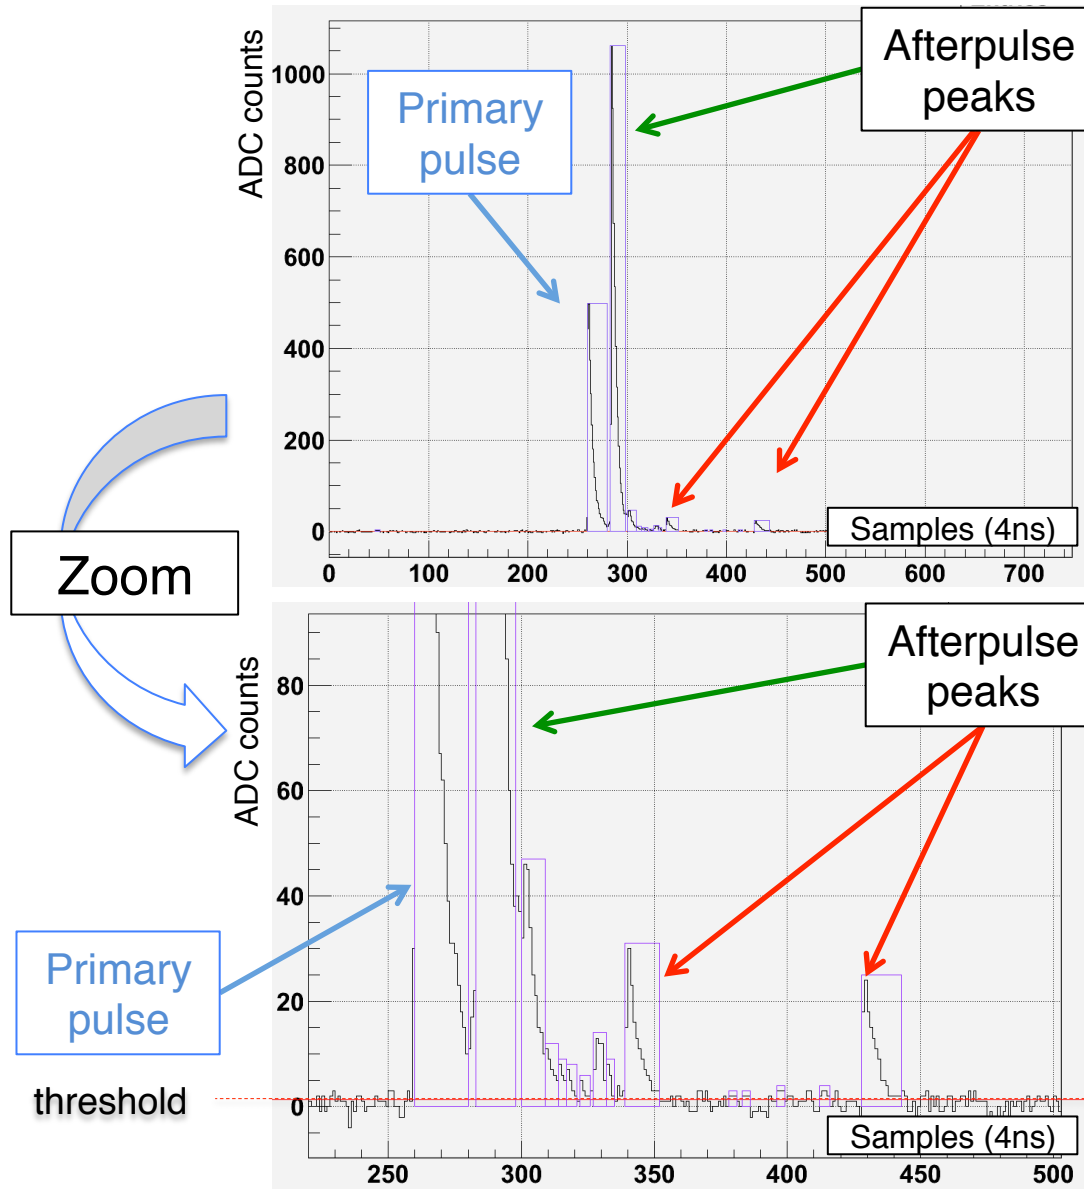 ADC counts
1000
800
600
400
200
0
Primary
pulse
Afterpulse
peaks
Samples (4ns)
0 100 200 300 400 500 600 700
Zoom
ADC counts
80
60
40
20
0
Afterpulse
peaks
Primary
pulse
threshold
Samples (4ns)
250 300 350 400 450 500